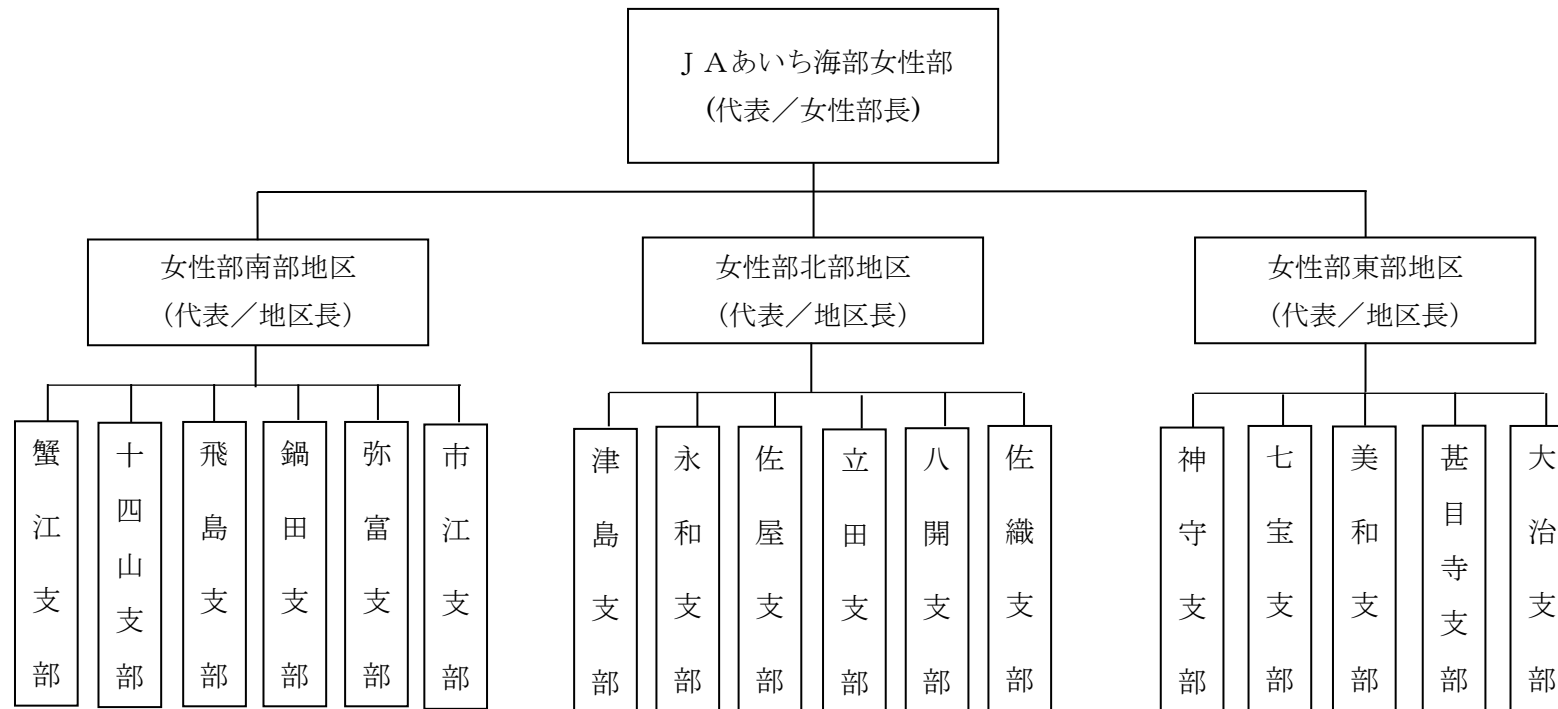 ＪＡあいち海部女性部
(代表／女性部長)
女性部南部地区
（代表／地区長）
女性部北部地区
（代表／地区長）
女性部東部地区
（代表／地区長）
蟹江支部
十四山支部
飛島支部
鍋田支部
弥富支部
市江支部
津島支部
永和支部
佐屋支部
立田支部
八開支部
佐織支部
神守支部
七宝支部
美和支部
甚目寺支部
大治支部